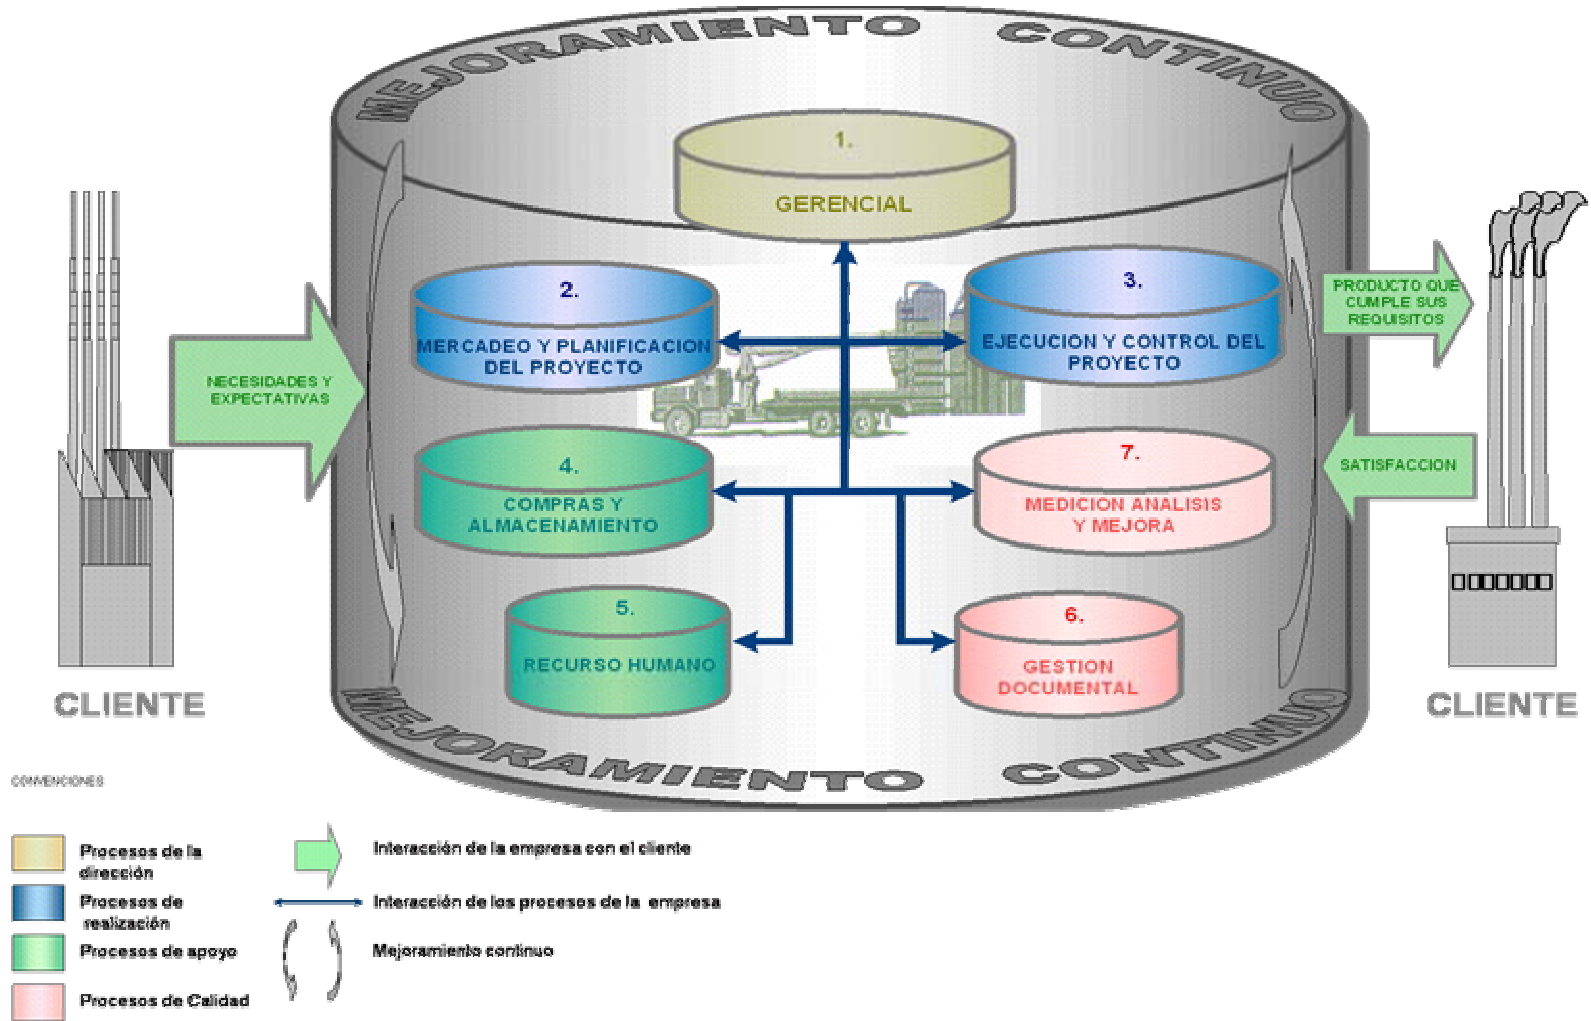 MEJORAMIENTO CONTINUO
1.
GERENCIAL
2.
MERCADEO Y PLANIFICACION
DEL PROYECTO
3.
EJECUCION Y CONTROL DEL
PROYECTO
NECESIDADES Y
EXPECTATIVAS
PRODUCTO QUE
CUMPLE SUS
REQUISITOS
4.
COMPRAS Y
ALMACENAMIENTO
7.
MEDICION ANALISIS
Y MEJORA
SATISFACCION
5.
RECURSO HUMANO
6.
GESTION
DOCUMENTAL
CLIENTE
CLIENTE
MEJORAMIENTO CONTINUO
CONVENCIONES
Procesos de la
dirección
Procesos de
realización
Procesos de apoyo
Procesos de Calidad
Interacción de la empresa con el cliente
Interacción de los procesos de la empresa
Mejoramiento continuo